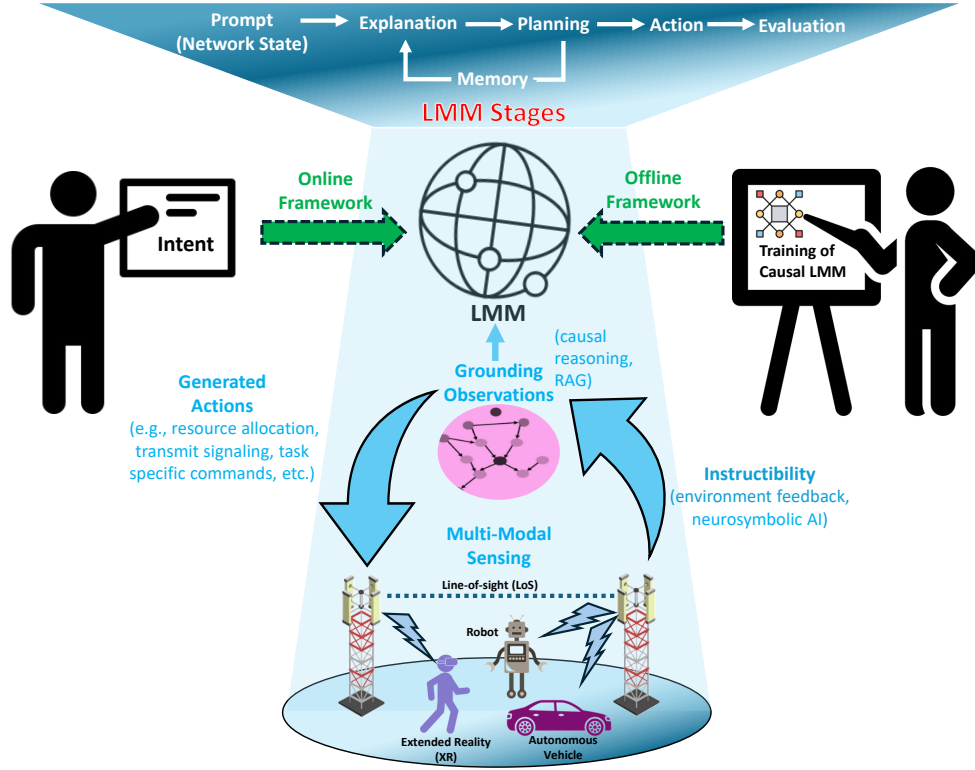 Prompt
(Network State)
Explanation
Planning
Action
Evaluation
Memory
LMM Stages
Online
Framework
Offline
Framework
Intent
Training of
Causal LMM
LMM
(causal
reasoning,
RAG)
Grounding
Observations
Generated
Actions
(e.g., resource allocation,
transmit signaling, task
specific commands, etc.)
Instructibility
(environment feedback,
neurosymbolic AI)
Multi-Modal
Sensing
Line-of-sight (LoS)
Robot
Extended Reality
(XR)
Autonomous
Vehicle